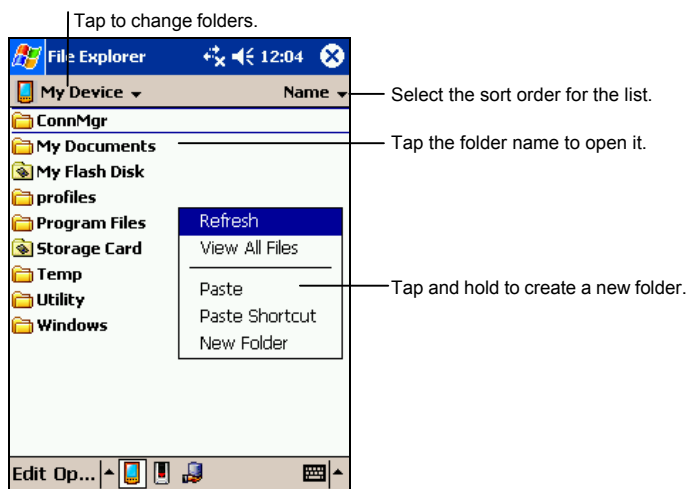 Tap to change folders.
File Explorer 12:04
My Device Name
Select the sort order for the list.
ConnMgr
My Documents
Tap the folder name to open it.
My Flash Disk
profiles
Program Files
Storage Card
Temp
Utility
Windows
Refresh
View All Files
Paste
Tap and hold to create a new folder.
Paste Shortcut
New Folder
Edit Op...